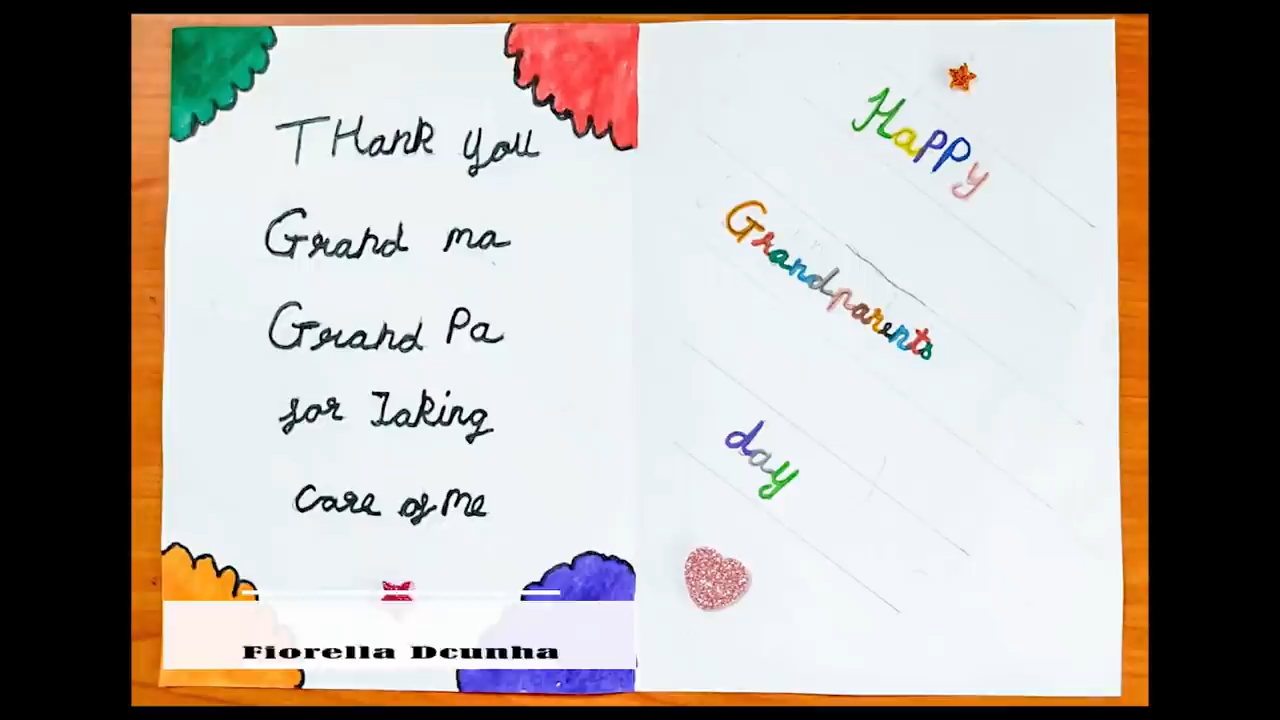 THank you
Grand ma
Grand Pa
for Taking
Care of Me
Fiorella Dcunha
Happy
Grandparents
day